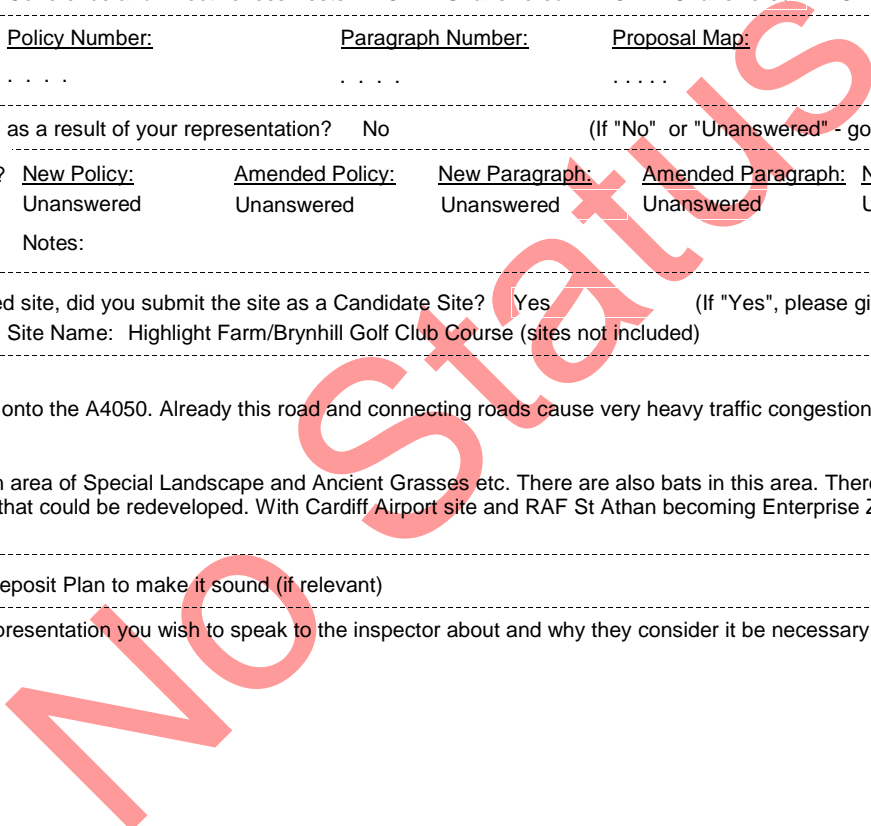 Policy Number: Paragraph Number: Proposal Map:
. . . . . . . . . . . . .
as a result of your representation? No (If "No" or "Unanswered" - go
? New Policy: Amended Policy: New Paragraph: Amended Paragraph:
Unanswered Unanswered Unanswered Unanswered
Notes:
ed site, did you submit the site as a Candidate Site? Yes (If "Yes", please gi
Site Name: Highlight Farm/Brynhill Golf Club Course (sites not included)
onto the A4050. Already this road and connecting roads cause very heavy traffic congestion
n area of Special Landscape and Ancient Grasses etc. There are also bats in this area. There
that could be redeveloped. With Cardiff Airport site and RAF St Athan becoming Enterprise Z
eposit Plan to make it sound (if relevant)
presentation you wish to speak to the inspector about and why they consider it be necessary
No Status